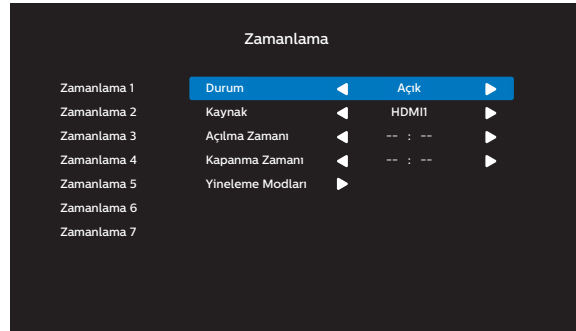 Zamanlama
Zamanlama 1 Durum Açık
Zamanlama 2 Kaynak HDMI1
Zamanlama 3 Açılma Zamanı -- : --
Zamanlama 4 Kapanma Zamanı -- : --
Zamanlama 5 Yineleme Modları
Zamanlama 6
Zamanlama 7